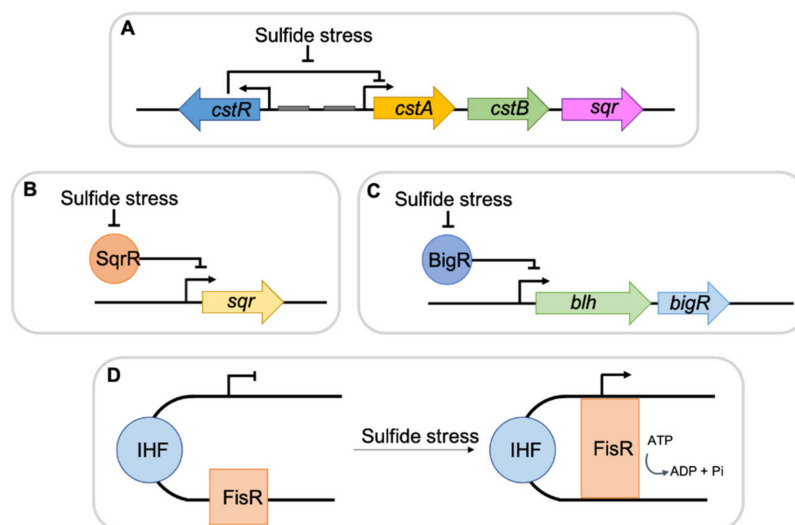 A
Sulfide stress
cstR
cstA
cstB
sqr
B
Sulfide stress
SqrR
sqr
C
Sulfide stress
BigR
blh
bigR
D
IHF
FisR
Sulfide stress
IHF
FisR
ATP
ADP + Pi